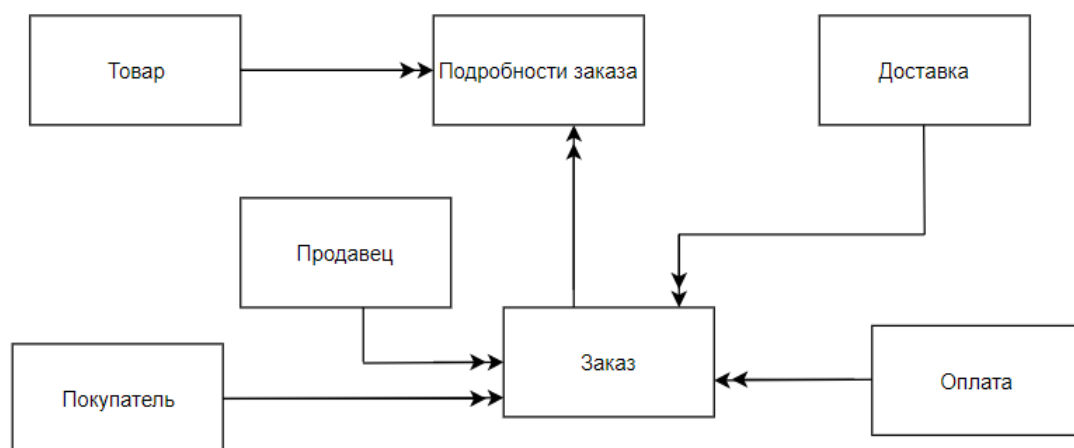 Товар
Подробности заказа
Доставка
Продавец
Заказ
Оплата
Покупатель